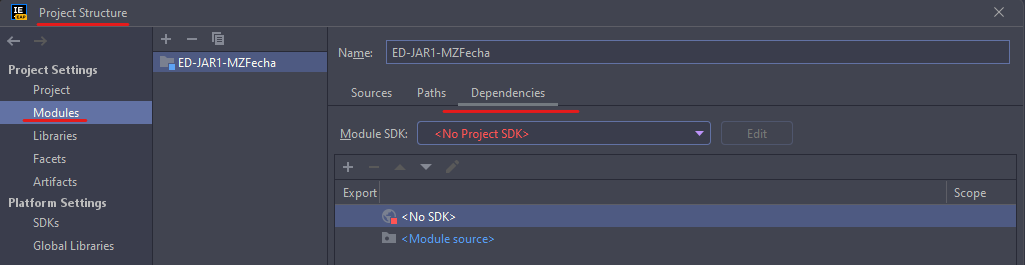 IE
EAP
Project Structure
Project Settings
Project
Modules
Libraries
Facets
Artifacts
Platform Settings
SDKs
Global Libraries
ED-JAR1-MZFecha
Name: ED-JAR1-MZFecha
Sources Paths Dependencies
Module SDK: <No Project SDK> Edit
Export Scope
<No SDK>
<Module source>